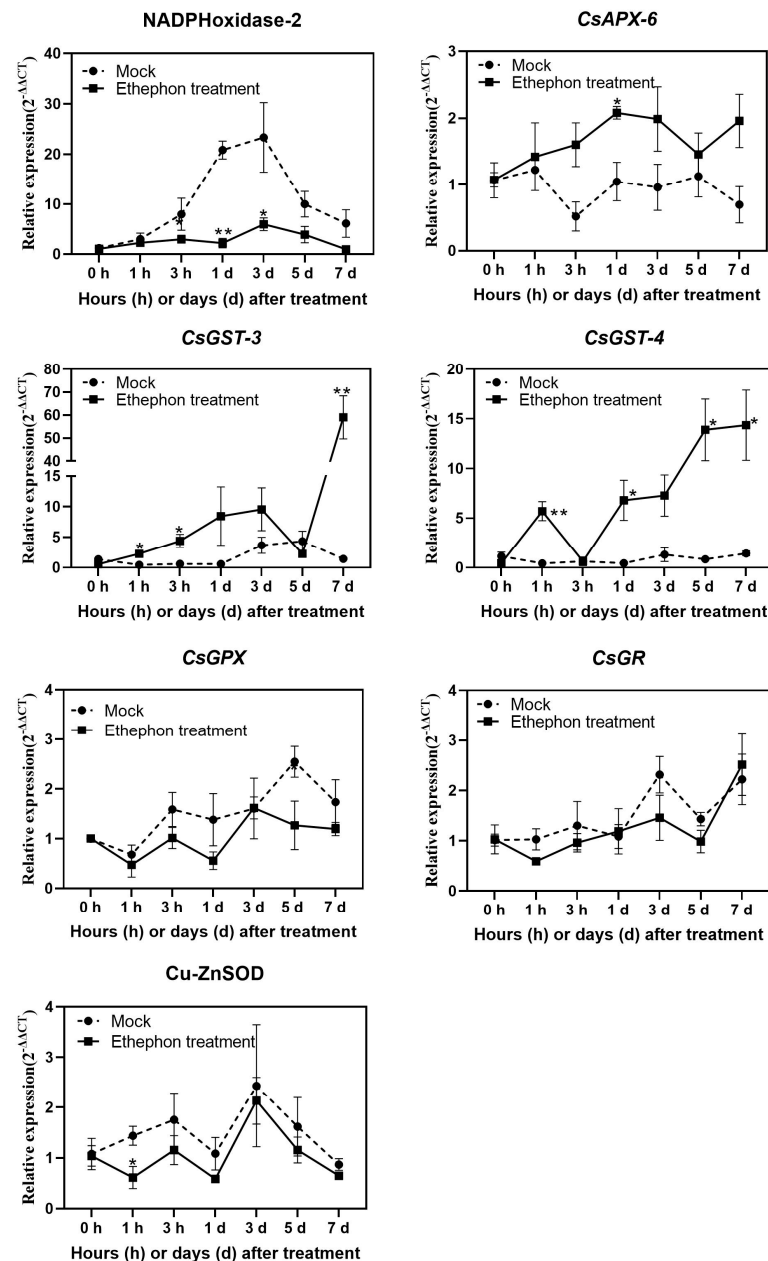 NADPHoxidase-2
Relative expression(2^-ΔΔCT)
40
30
20
10
0
Mock
Ethephon treatment
*
**
*
0 h 1 h 3 h 1 d 3 d 5 d 7 d
Hours (h) or days (d) after treatment
CsAPX-6
Relative expression(2^-ΔΔCT)
3
2
1
0
Mock
Ethephon treatment
*
0 h 1 h 3 h 1 d 3 d 5 d 7 d
Hours (h) or days (d) after treatment
CsGST-3
Relative expression(2^-ΔΔCT)
80
70
60
50
40
15
10
5
0
Mock
Ethephon treatment
*
*
**
0 h 1 h 3 h 1 d 3 d 5 d 7 d
Hours (h) or days (d) after treatment
CsGST-4
Relative expression(2^-ΔΔCT)
20
15
10
5
0
Mock
Ethephon treatment
**
*
*
*
0 h 1 h 3 h 1 d 3 d 5 d 7 d
Hours (h) or days (d) after treatment
CsGPX
Relative expression(2^-ΔΔCT)
4
3
2
1
0
Mock
Ethephon treatment
0 h 1 h 3 h 1 d 3 d 5 d 7 d
Hours (h) or days (d) after treatment
CsGR
Relative expression(2^-ΔΔCT)
4
3
2
1
0
Mock
Ethephon treatment
0 h 1 h 3 h 1 d 3 d 5 d 7 d
Hours (h) or days (d) after treatment
Cu-ZnSOD
Relative expression(2^-ΔΔCT)
4
3
2
1
0
Mock
Ethephon treatment
*
0 h 1 h 3 h 1 d 3 d 5 d 7 d
Hours (h) or days (d) after treatment